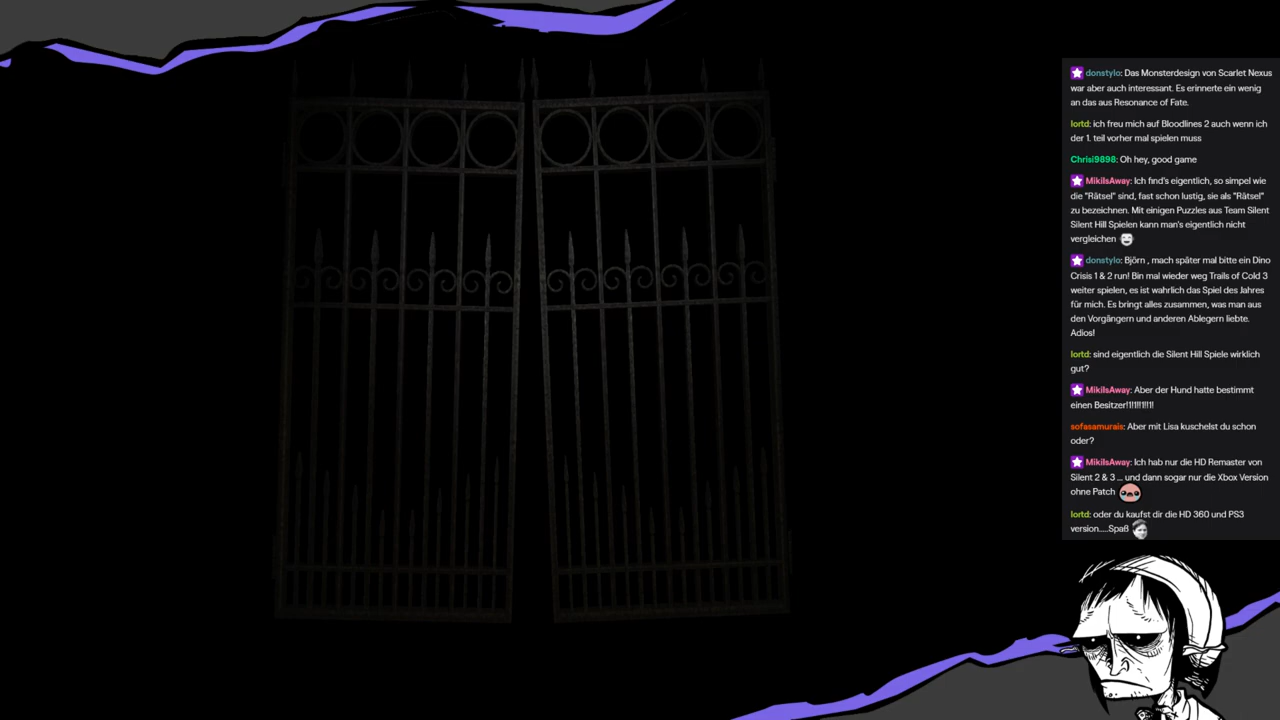 donstylo: Das Monsterdesign von Scarlet Nexus
war aber auch interessant. Es erinnerte ein wenig
an das aus Resonance of Fate.
lortd: ich freu mich auf Bloodlines 2 auch wenn ich
der 1. teil vorher mal spielen muss
Chrisi9898: Oh hey, good game
MikiIsAway: Ich find's eigentlich, so simpel wie
die "Rätsel" sind, fast schon lustig, sie als "Rätsel"
zu bezeichnen. Mit einigen Puzzles aus Team Silent
Silent Hill Spielen kann man's eigentlich nicht
vergleichen
donstylo: Björn , mach später mal bitte ein Dino
Crisis 1 & 2 run! Bin mal wieder weg Trails of Cold 3
weiter spielen, es ist wahrlich das Spiel des Jahres
für mich. Es bringt alles zusammen, was man aus
den Vorgängern und anderen Ablegern liebte.
Adios!
lortd: sind eigentlich die Silent Hill Spiele wirklich
gut?
MikiIsAway: Aber der Hund hatte bestimmt
einen Besitzer!1!1!!1!!1!
sofasamurais: Aber mit Lisa kuschelst du schon
oder?
MikiIsAway: Ich hab nur die HD Remaster von
Silent 2 & 3 ... und dann sogar nur die Xbox Version
ohne Patch
lortd: oder du kaufst dir die HD 360 und PS3
version.....Spaß